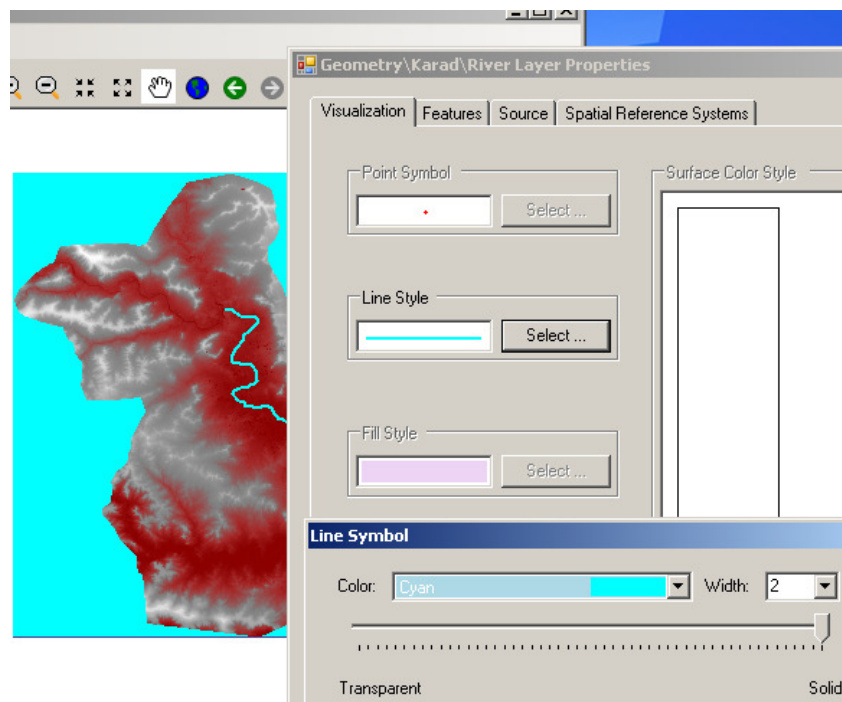 Geometry\Karad\River Layer Properties
Visualization Features Source Spatial Reference Systems
Point Symbol
Surface Color Style
Select ...
Line Style
Select ...
Fill Style
Select ...
Line Symbol
Color: Cyan Width: 2
Transparent Solid